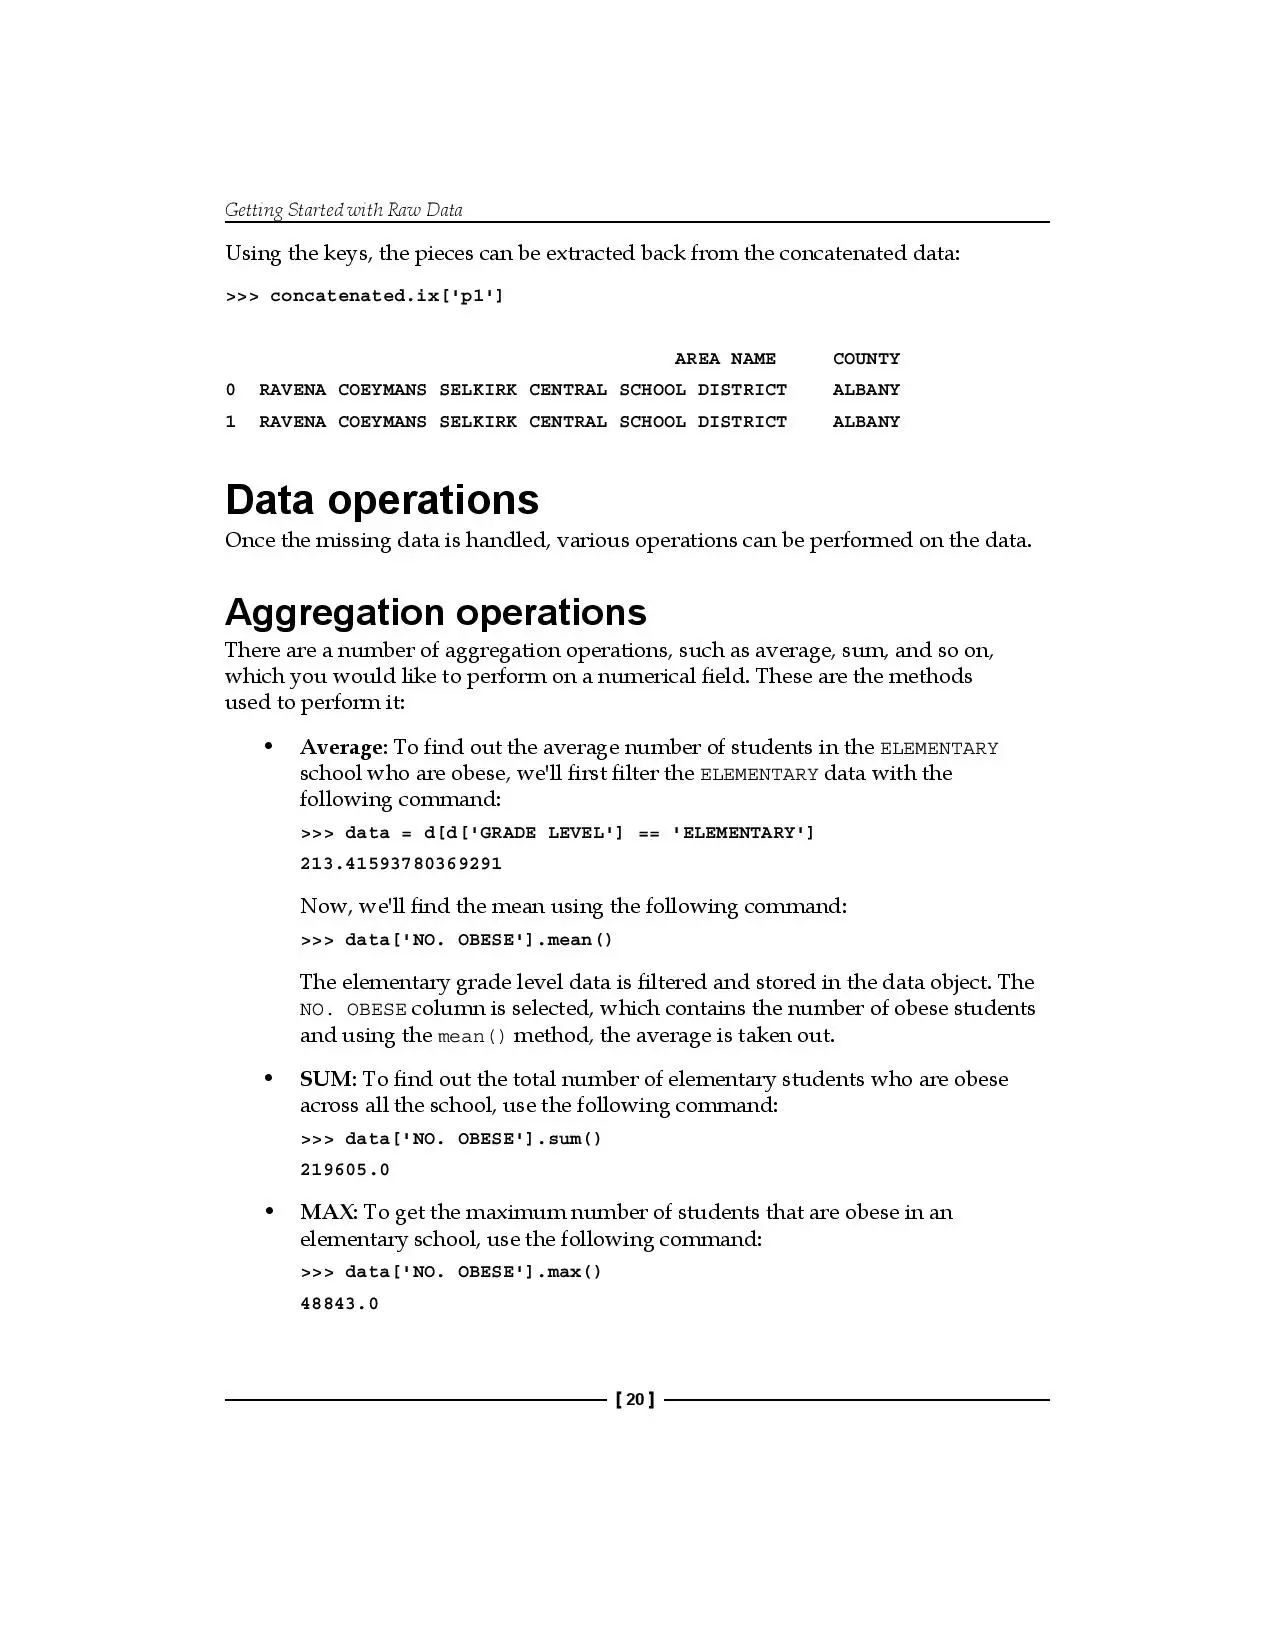 Getting Started with Raw Data
Using the keys, the pieces can be extracted back from the concatenated data:
>>> concatenated.ix['p1']
AREA NAME COUNTY
0 RAVENA COEYMANS SELKIRK CENTRAL SCHOOL DISTRICT ALBANY
1 RAVENA COEYMANS SELKIRK CENTRAL SCHOOL DISTRICT ALBANY
Data operations
Once the missing data is handled, various operations can be performed on the data.
Aggregation operations
There are a number of aggregation operations, such as average, sum, and so on,
which you would like to perform on a numerical field. These are the methods
used to perform it:
• Average: To find out the average number of students in the ELEMENTARY
school who are obese, we'll first filter the ELEMENTARY data with the
following command:
>>> data = d[d['GRADE LEVEL'] == 'ELEMENTARY']
213.41593780369291
Now, we'll find the mean using the following command:
>>> data['NO. OBESE'].mean()
The elementary grade level data is filtered and stored in the data object. The
NO. OBESE column is selected, which contains the number of obese students
and using the mean() method, the average is taken out.
• SUM: To find out the total number of elementary students who are obese
across all the school, use the following command:
>>> data['NO. OBESE'].sum()
219605.0
• MAX: To get the maximum number of students that are obese in an
elementary school, use the following command:
>>> data['NO. OBESE'].max()
48843.0
[ 20 ]